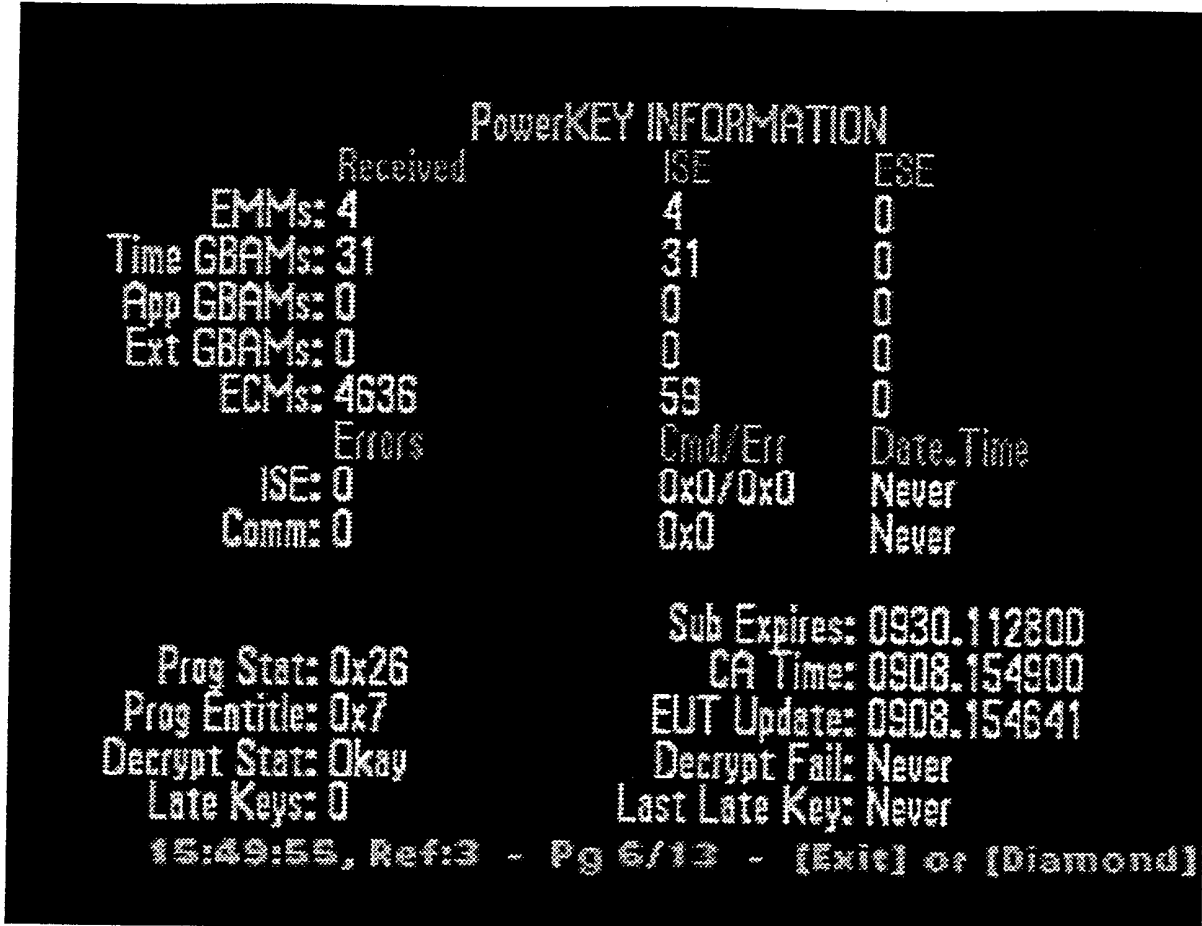 PowerKEY INFORMATION
Received ISE ESE
EMMs: 4 4 0
Time GBAMs: 31 31 0
App GBAMs: 0 0 0
Ext GBAMs: 0 0 0
ECMs: 4636 59 0
Errors Cmd/Err Date.Time
ISE: 0 0x0/0x0 Never
Comm: 0 0x0 Never
Sub Expires: 0930.112800
Prog Stat: 0x26 CA Time: 0908.154900
Prog Entitle: 0x7 EUT Update: 0908.154641
Decrypt Stat: Okay Decrypt Fail: Never
Late Keys: 0 Last Late Key: Never
15:49:55, Ref:3 - Pg 6/13 - [Exit] or [Diamond]